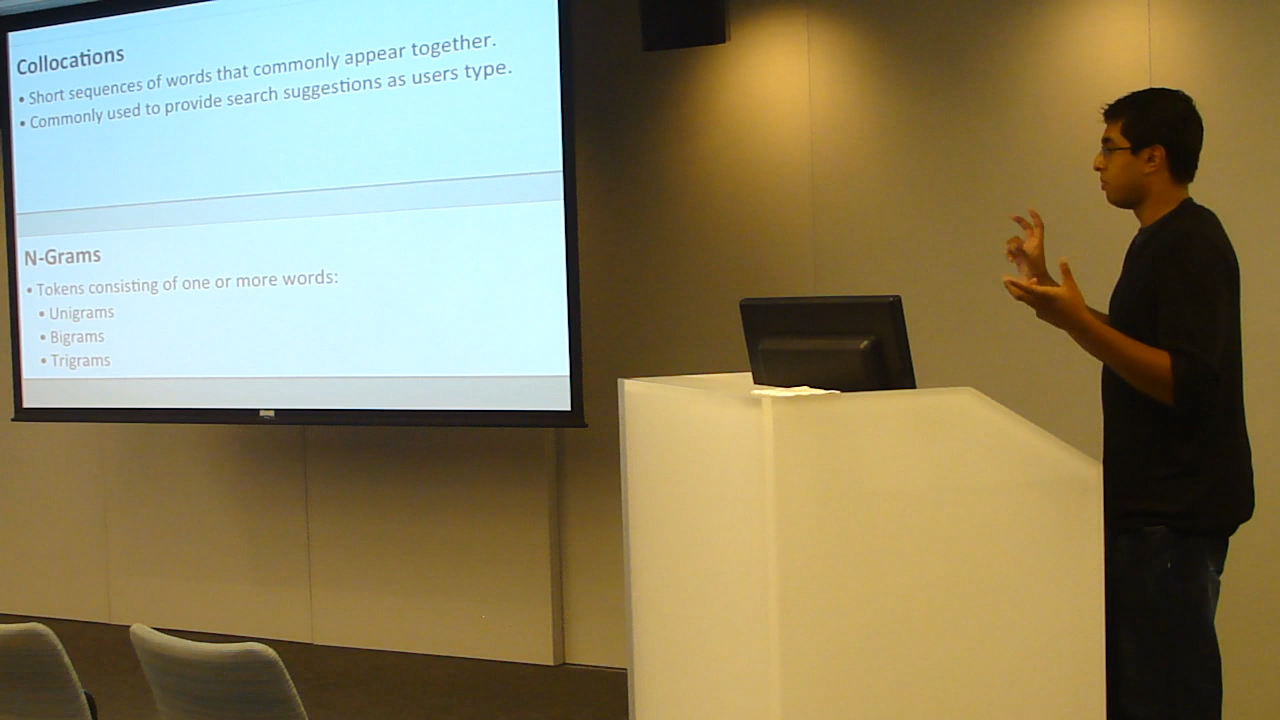 Collocations
• Short sequences of words that commonly appear together.
• Commonly used to provide search suggestions as users type.
N-Grams
• Tokens consisting of one or more words:
• Unigrams
• Bigrams
• Trigrams